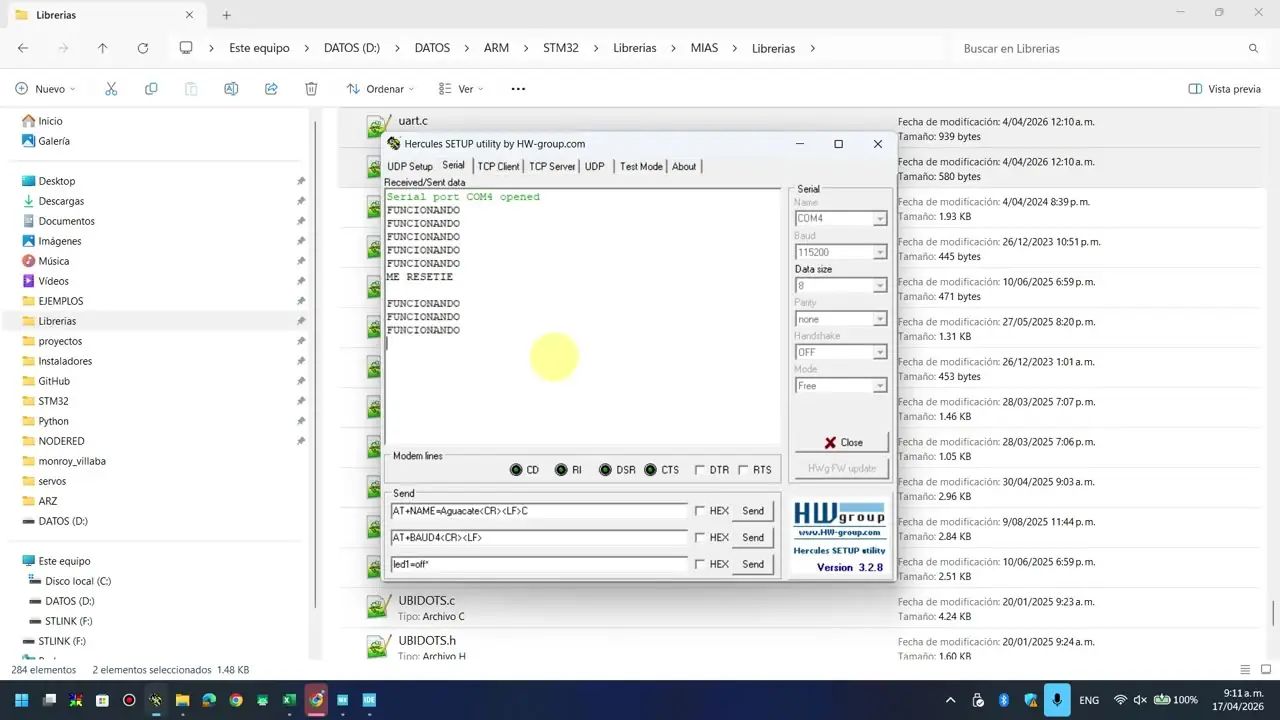 Librerias
Este equipo > DATOS (D:) > DATOS > ARM > STM32 > Librerias > MIAS > Librerias >
Buscar en Librerias
Nuevo
Ordenar
Ver
Vista previa
Inicio
Galería
Desktop
Descargas
Documentos
Imágenes
Música
Vídeos
EJEMPLOS
Librerias
proyectos
Instaladores
GitHub
STM32
Python
NODERED
monroy_villaba
servos
ARZ
DATOS (D:)
Este equipo
Disco local (C:)
DATOS (D:)
STLINK (F:)
STLINK (F:)
uart.c
Hercules SETUP utility by HW-group.com
UDP Setup
Serial
TCP Client
TCP Server
UDP
Test Mode
About
Received/Sent data
Serial port COM4 opened
FUNCIONANDO
FUNCIONANDO
FUNCIONANDO
FUNCIONANDO
FUNCIONANDO
ME RESETIE
FUNCIONANDO
FUNCIONANDO
FUNCIONANDO
Serial
Name
COM4
Baud
115200
Data size
8
Parity
none
Handshake
OFF
Mode
Free
Close
HWg FW update
Modem lines
CD
RI
DSR
CTS
DTR
RTS
Send
AT+NAME=Aguacate<CR><LF>C
HEX
Send
AT+BAUD4<CR><LF>
HEX
Send
led1=off*
HEX
Send
HWgroup
www.HW-group.com
Hercules SETUP utility
Version 3.2.8
Fecha de modificación: 4/04/2026 12:10 a. m.
Tamaño: 939 bytes
Fecha de modificación: 4/04/2026 12:10 a. m.
Tamaño: 580 bytes
Fecha de modificación: 4/04/2024 8:39 p. m.
Tamaño: 1.93 KB
Fecha de modificación: 26/12/2023 10:51 p. m.
Tamaño: 445 bytes
Fecha de modificación: 10/06/2025 6:59 p. m.
Tamaño: 471 bytes
Fecha de modificación: 27/05/2025 8:20 p. m.
Tamaño: 1.31 KB
Fecha de modificación: 26/12/2023 1:01 a. m.
Tamaño: 453 bytes
Fecha de modificación: 28/03/2025 7:07 p. m.
Tamaño: 1.46 KB
Fecha de modificación: 28/03/2025 7:06 p. m.
Tamaño: 1.05 KB
Fecha de modificación: 30/04/2025 9:03 a. m.
Tamaño: 2.96 KB
Fecha de modificación: 9/08/2025 11:44 p. m.
Tamaño: 2.84 KB
Fecha de modificación: 10/06/2025 6:59 p. m.
Tamaño: 2.51 KB
UBIDOTS.c
Tipo: Archivo C
Fecha de modificación: 20/01/2025 9:23 a. m.
Tamaño: 4.24 KB
UBIDOTS.h
Tipo: Archivo H
Fecha de modificación: 20/01/2025 9:24 a. m.
Tamaño: 1.60 KB
284 elementos
2 elementos seleccionados 1.48 KB
ENG
100%
9:11 a. m.
17/04/2026